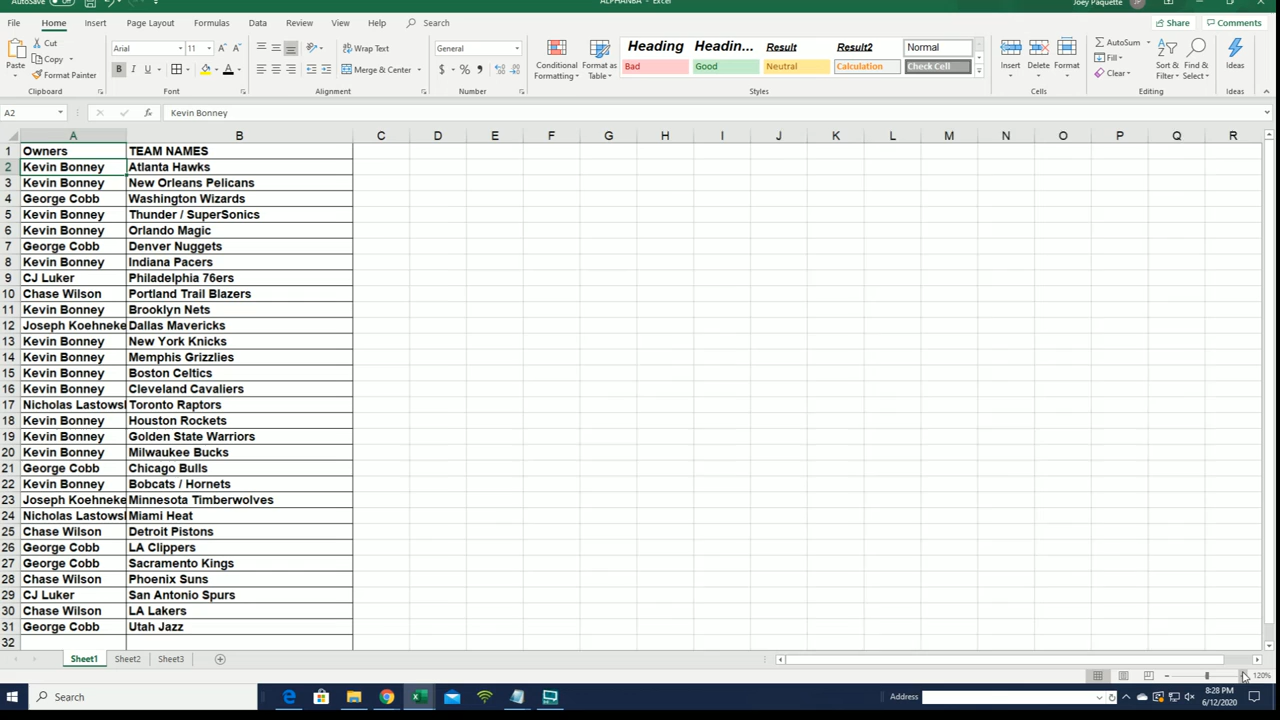 AutoSave
ALPHANBA - Excel
Joey Paquette
JP
File Home Insert Page Layout Formulas Data Review View Help Search
Share Comments
Paste Cut Copy Format Painter
Arial 11
B I U
Wrap Text
Merge & Center
General
$ % ,
Conditional Formatting
Format as Table
Heading Headin... Result Result2 Normal
Bad Good Neutral Calculation Check Cell
Insert Delete Format
AutoSum Fill Clear
Sort & Filter
Find & Select
Ideas
Clipboard Font Alignment Number Styles Cells Editing Ideas
A2 fx Kevin Bonney
A B C D E F G H I J K L M N O P Q R
1 Owners TEAM NAMES
2 Kevin Bonney Atlanta Hawks
3 Kevin Bonney New Orleans Pelicans
4 George Cobb Washington Wizards
5 Kevin Bonney Thunder / SuperSonics
6 Kevin Bonney Orlando Magic
7 George Cobb Denver Nuggets
8 Kevin Bonney Indiana Pacers
9 CJ Luker Philadelphia 76ers
10 Chase Wilson Portland Trail Blazers
11 Kevin Bonney Brooklyn Nets
12 Joseph Koehneke Dallas Mavericks
13 Kevin Bonney New York Knicks
14 Kevin Bonney Memphis Grizzlies
15 Kevin Bonney Boston Celtics
16 Kevin Bonney Cleveland Cavaliers
17 Nicholas Lastows Toronto Raptors
18 Kevin Bonney Houston Rockets
19 Kevin Bonney Golden State Warriors
20 Kevin Bonney Milwaukee Bucks
21 George Cobb Chicago Bulls
22 Kevin Bonney Bobcats / Hornets
23 Joseph Koehneke Minnesota Timberwolves
24 Nicholas Lastows Miami Heat
25 Chase Wilson Detroit Pistons
26 George Cobb LA Clippers
27 George Cobb Sacramento Kings
28 Chase Wilson Phoenix Suns
29 CJ Luker San Antonio Spurs
30 Chase Wilson LA Lakers
31 George Cobb Utah Jazz
32
Sheet1 Sheet2 Sheet3
120%
Search
Address
8:28 PM
6/12/2020